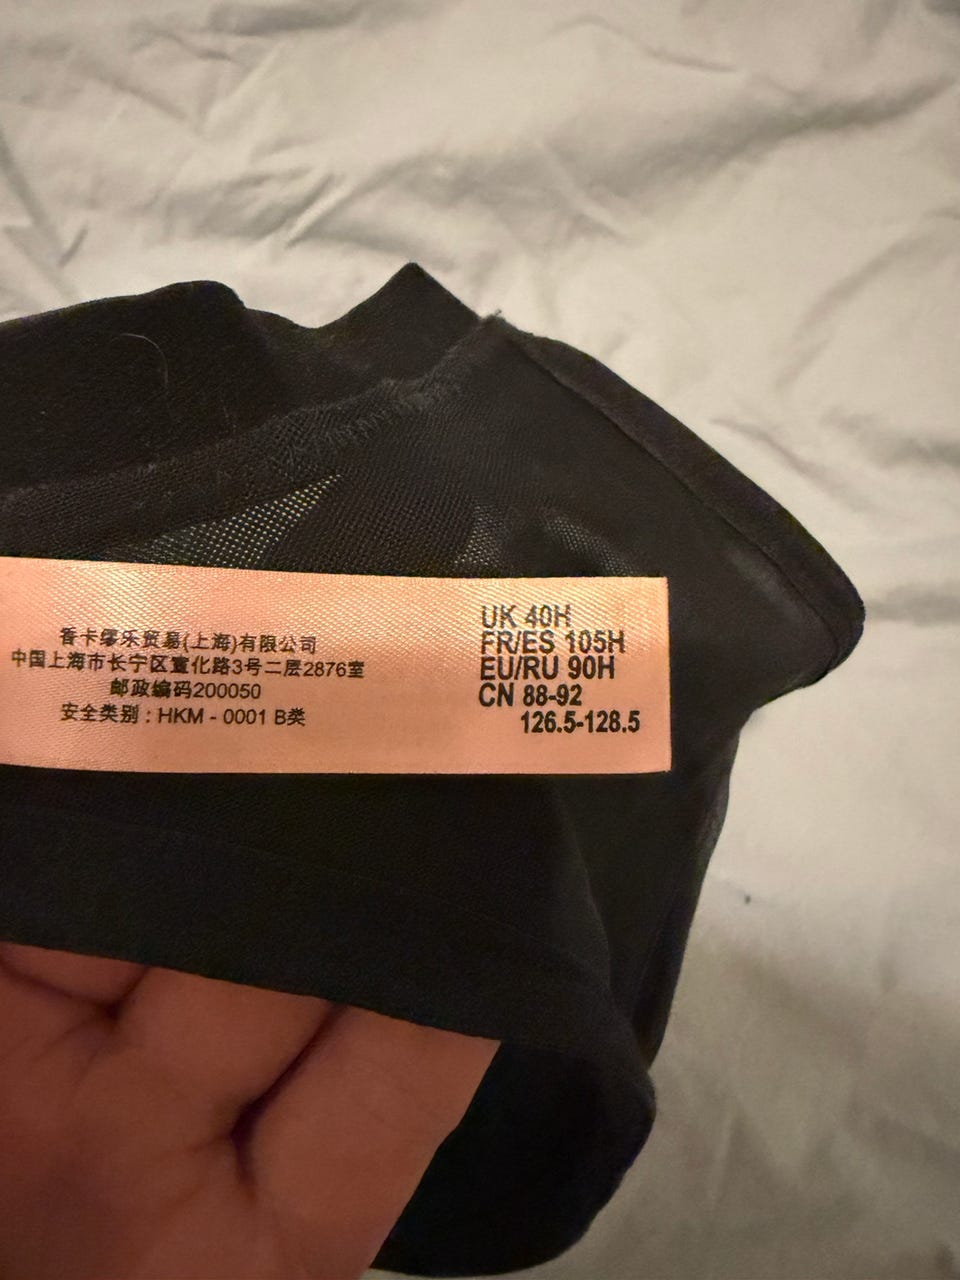 香卡缪乐贸易(上海)有限公司
中国上海市长宁区宣化路3号二层2876室
邮政编码200050
安全类别：HKM - 0001 B类
UK 40H
FR/ES 105H
EU/RU 90H
CN 88-92
126.5-128.5